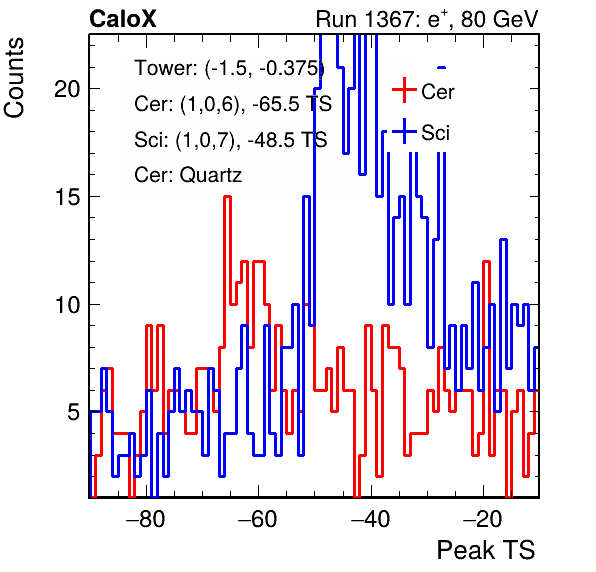 CaloX Run 1367: e⁺, 80 GeV
Counts
Tower: (-1.5, -0.375)
Cer: (1,0,6), -65.5 TS
Sci: (1,0,7), -48.5 TS
Cer: Quartz
Cer
Sci
20
15
10
5
−80 −60 −40 −20
Peak TS